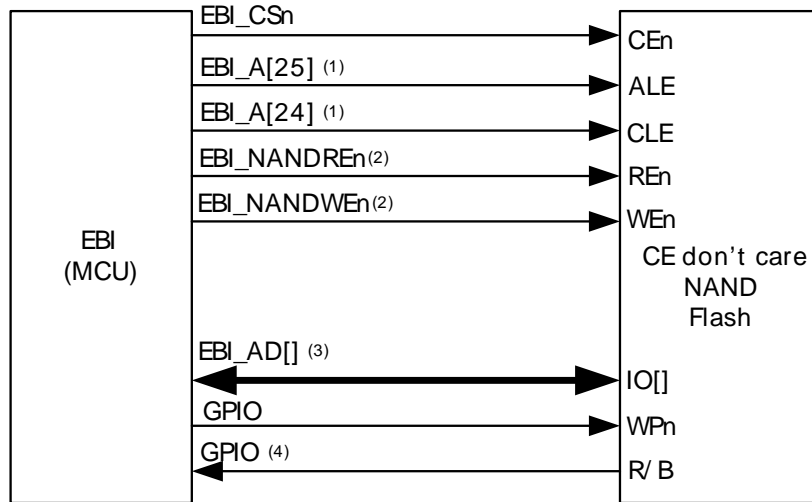 EBI_CSn
CEn
EBI_A[25] (1)
ALE
EBI_A[24] (1)
CLE
EBI_NANDREn(2)
REn
EBI_NANDWEn(2)
WEn
EBI
(MCU)
CE don't care
NAND
Flash
EBI_AD[] (3)
IO[]
GPIO
WPn
GPIO (4)
R/B